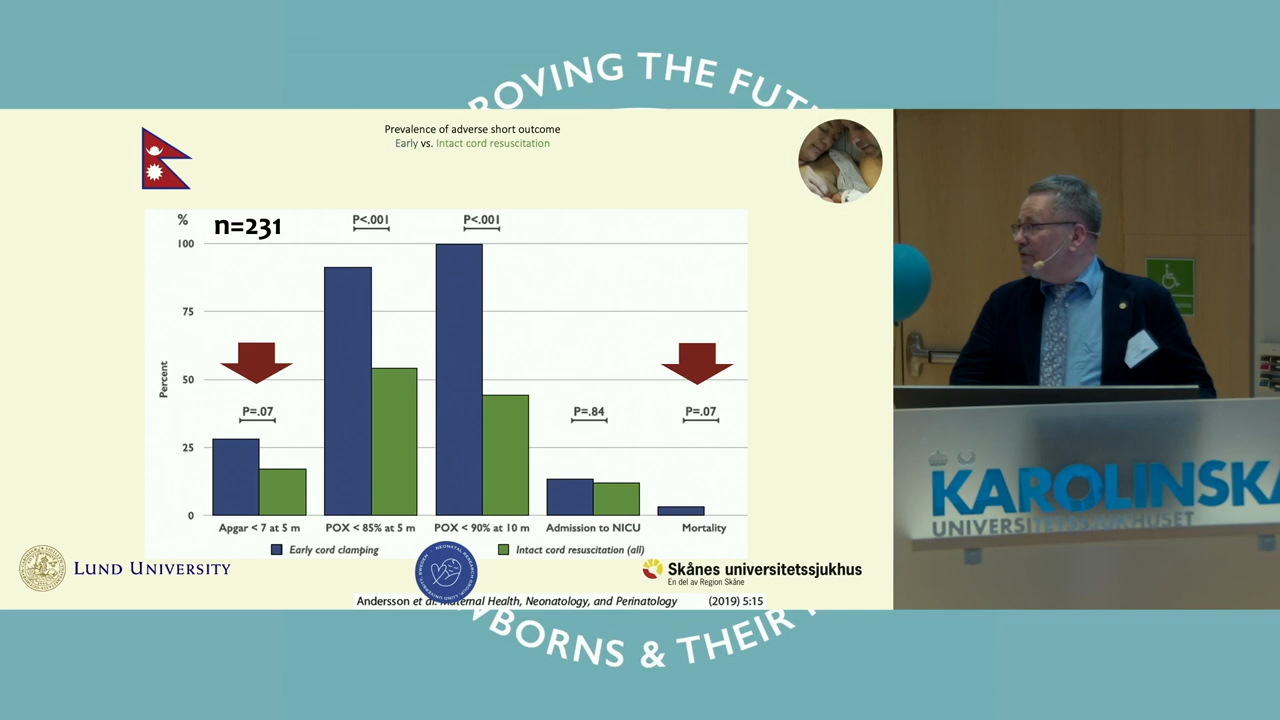 ROVING THE FUT
Prevalence of adverse short outcome
Early vs. Intact cord resuscitation
%
n=231
P<.001
P<.001
100
75
50
25
0
Percent
P=.07
P=.84
P=.07
Apgar < 7 at 5 m
POX < 85% at 5 m
POX < 90% at 10 m
Admission to NICU
Mortality
Early cord clamping
Intact cord resuscitation (all)
LUND UNIVERSITY
Skånes universitetssjukhus
En del av Region Skåne
Andersson et al. Maternal Health, Neonatology, and Perinatology (2019) 5:15
WBORNS & THEIR
KAROLINSKA
UNIVERSITETSSJUKHUSET